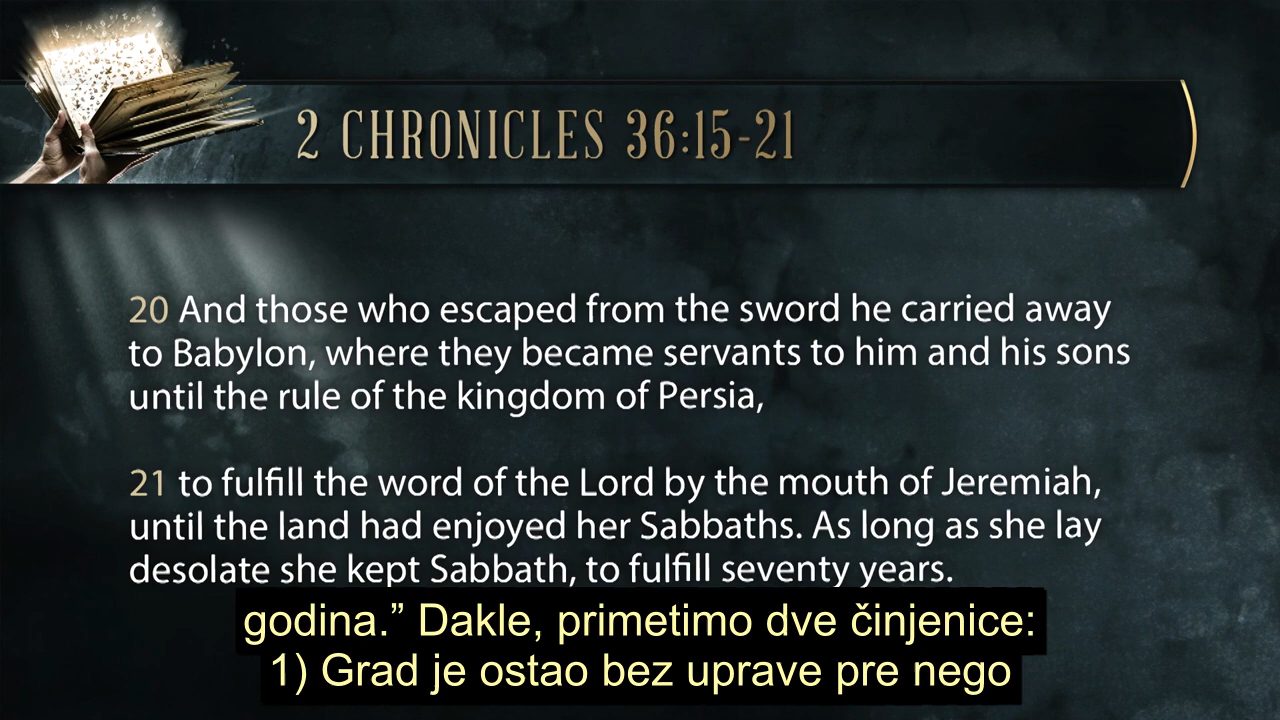 2 CHRONICLES 36:15-21
20 And those who escaped from the sword he carried away
to Babylon, where they became servants to him and his sons
until the rule of the kingdom of Persia,
21 to fulfill the word of the Lord by the mouth of Jeremiah,
until the land had enjoyed her Sabbaths. As long as she lay
desolate she kept Sabbath, to fulfill seventy years.
godina.” Dakle, primetimo dve činjenice:
1) Grad je ostao bez uprave pre nego